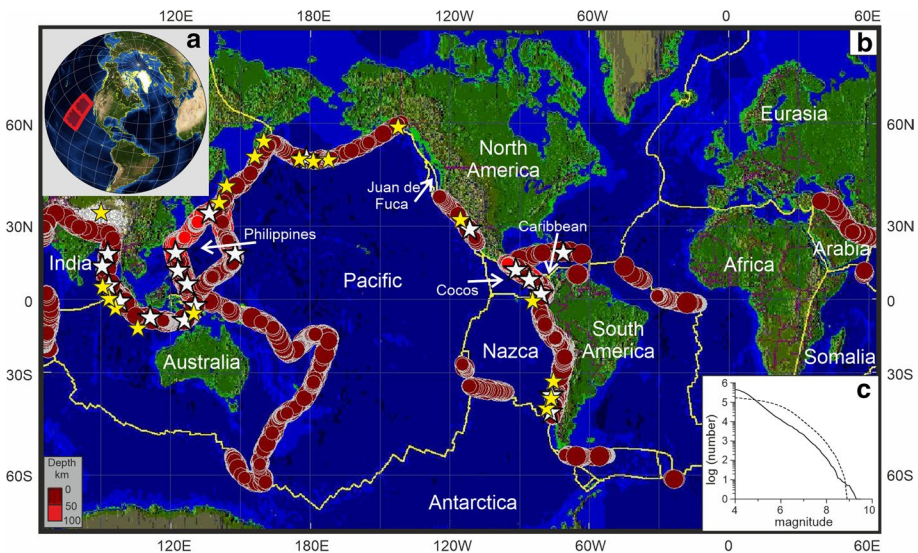 120E 180E 120W 60W 0 60E
a
b
60N
Eurasia
North
America
Juan de
Fuca
30N
Caribbean
Philippines
Arabia
India
Africa
Pacific
Cocos
0
South
America
Nazca
Australia
Somalia
30S
c
6
5
4
3
2
1
0
log (number)
4 6 8 10
magnitude
Depth
km
0
50
100
60S
Antarctica
120E 180E 120W 60W 0 60E
60N
30N
0
30S
60S